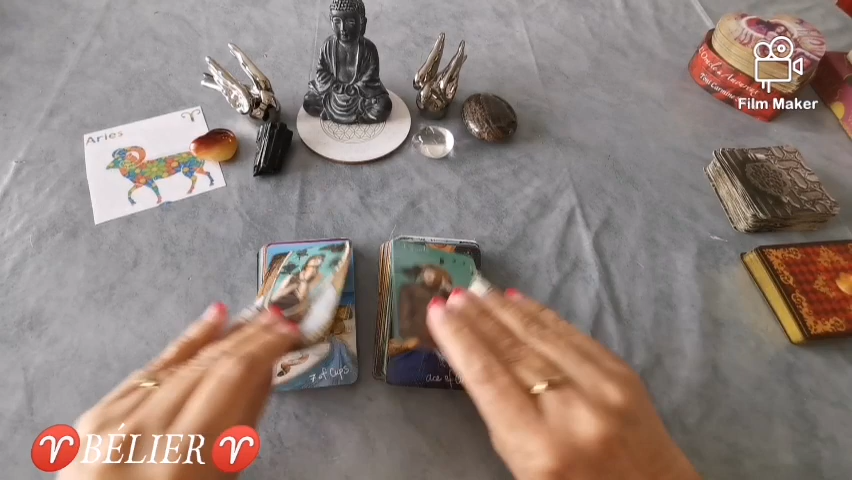 Aries ♈
Film Maker
7 of Cups
ace of
♈ BÉLIER ♈